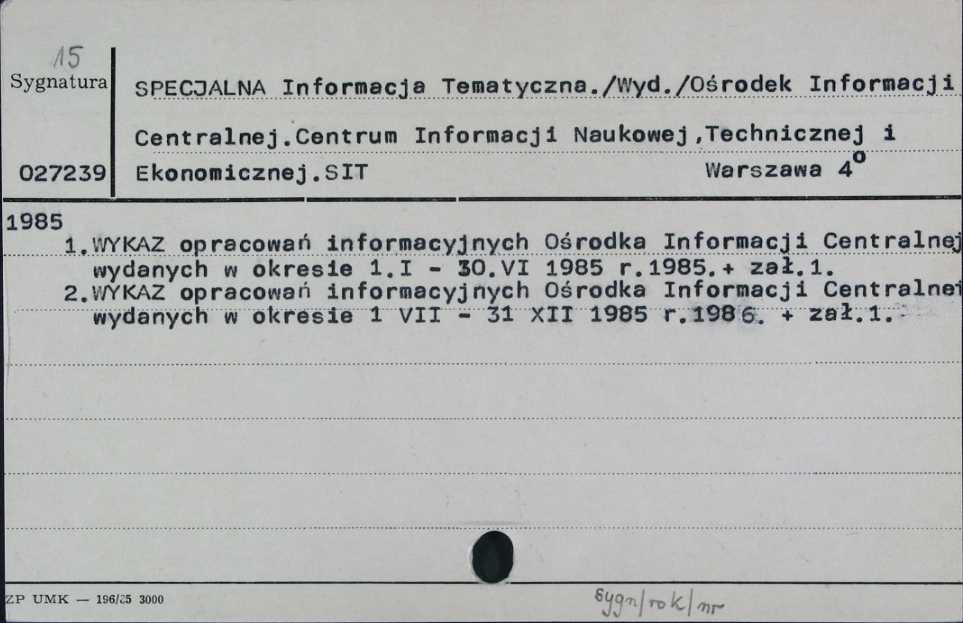 15
Sygnatura
SPECJALNA Informacja Tematyczna./Wyd./Ośrodek Informacji
Centralnej.Centrum Informacji Naukowej,Technicznej i
027239 Ekonomicznej.SIT Warszawa 4°
1985
1.WYKAZ opracowań informacyjnych Ośrodka Informacji Centralnej
wydanych w okresie 1.I - 30.VI 1985 r.1985.+ zał.1.
2.WYKAZ opracowań informacyjnych Ośrodka Informacji Centralnej
wydanych w okresie 1 VII - 31 XII 1985 r.1986. + zał.1.
ZP UMK — 196/85 3000
sygn/rok/nr